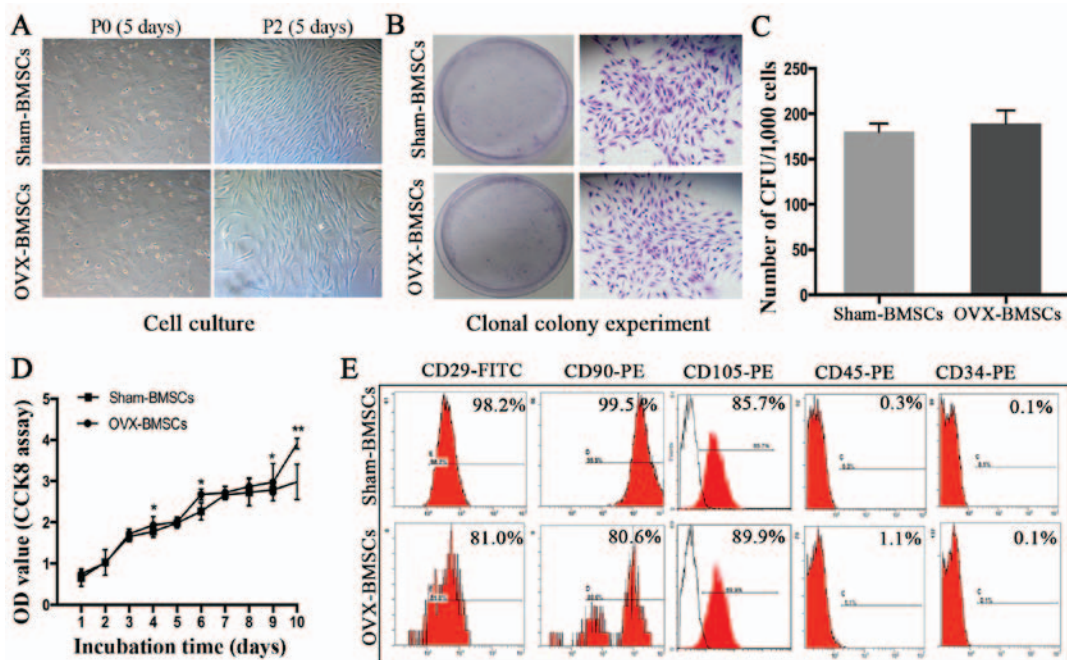 A
P0 (5 days)
P2 (5 days)
Sham-BMSCs
OVX-BMSCs
Cell culture
B
Sham-BMSCs
OVX-BMSCs
Clonal colony experiment
C
Number of CFU/1,000 cells
250
200
150
100
50
0
Sham-BMSCs
OVX-BMSCs
D
Sham-BMSCs
OVX-BMSCs
OD value (CCK8 assay)
5
4
3
2
1
0
* * * **
1 2 3 4 5 6 7 8 9 10
Incubation time (days)
E
CD29-FITC CD90-PE CD105-PE CD45-PE CD34-PE
Sham-BMSCs
98.2% 99.5% 85.7% 0.3% 0.1%
OVX-BMSCs
81.0% 80.6% 89.9% 1.1% 0.1%